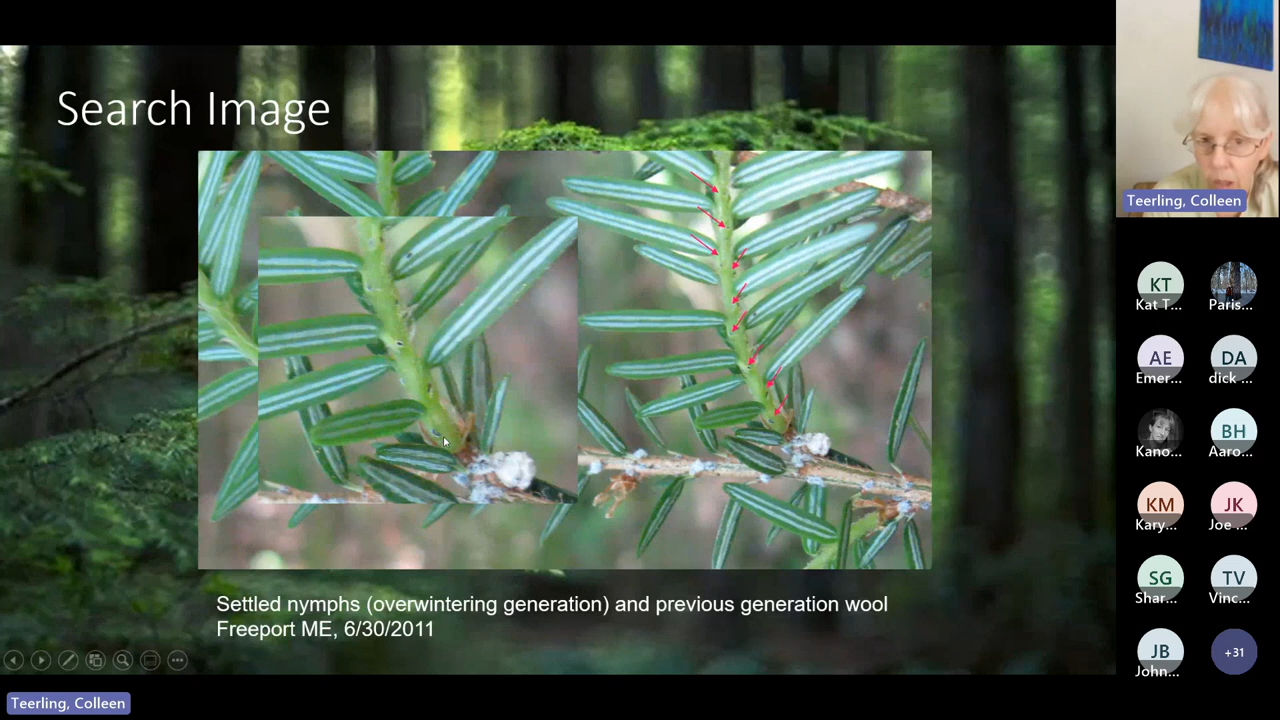 Search Image
Settled nymphs (overwintering generation) and previous generation wool
Freeport ME, 6/30/2011
Teerling, Colleen
Teerling, Colleen
KT
Kat T...
Paris...
AE
Emer...
DA
dick ...
Kano...
BH
Aaro...
KM
Kary...
JK
Joe ...
SG
Shar...
TV
Vinc...
JB
John...
+31